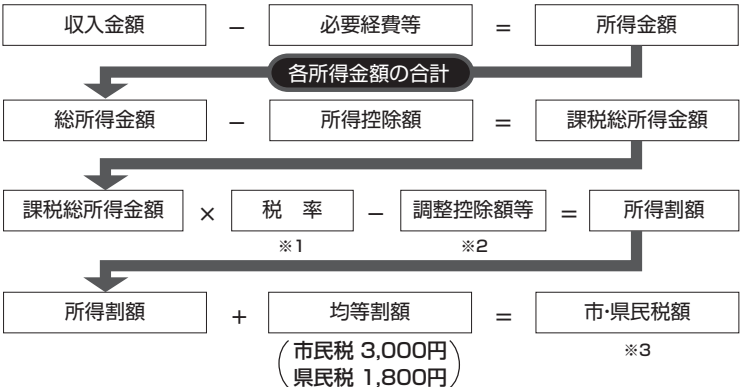 収入金額 − 必要経費等 = 所得金額
各所得金額の合計
総所得金額 − 所得控除額 = 課税総所得金額
課税総所得金額 × 税 率 − 調整控除額等 = 所得割額
※1 ※2
所得割額 + 均等割額 = 市・県民税額
(市民税 3,000円 ※3
県民税 1,800円)